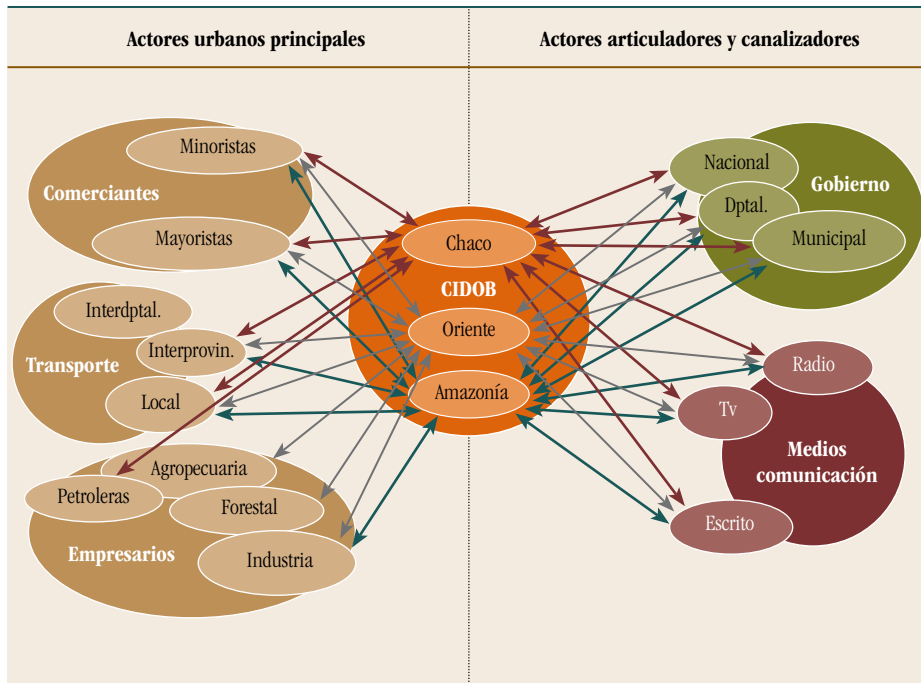 Actores urbanos principales
Actores articuladores y canalizadores
Minoristas
Comerciantes
Mayoristas
Interdptal.
Interprovin.
Transporte
Local
Agropecuaria
Petroleras
Forestal
Empresarios
Industria
Chaco
CIDOB
Oriente
Amazonía
Nacional
Gobierno
Dptal.
Municipal
Radio
Tv
Medios
comunicación
Escrito